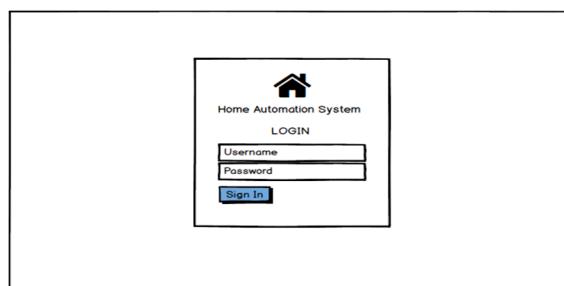 Home Automation System
LOGIN
Username
Password
Sign In